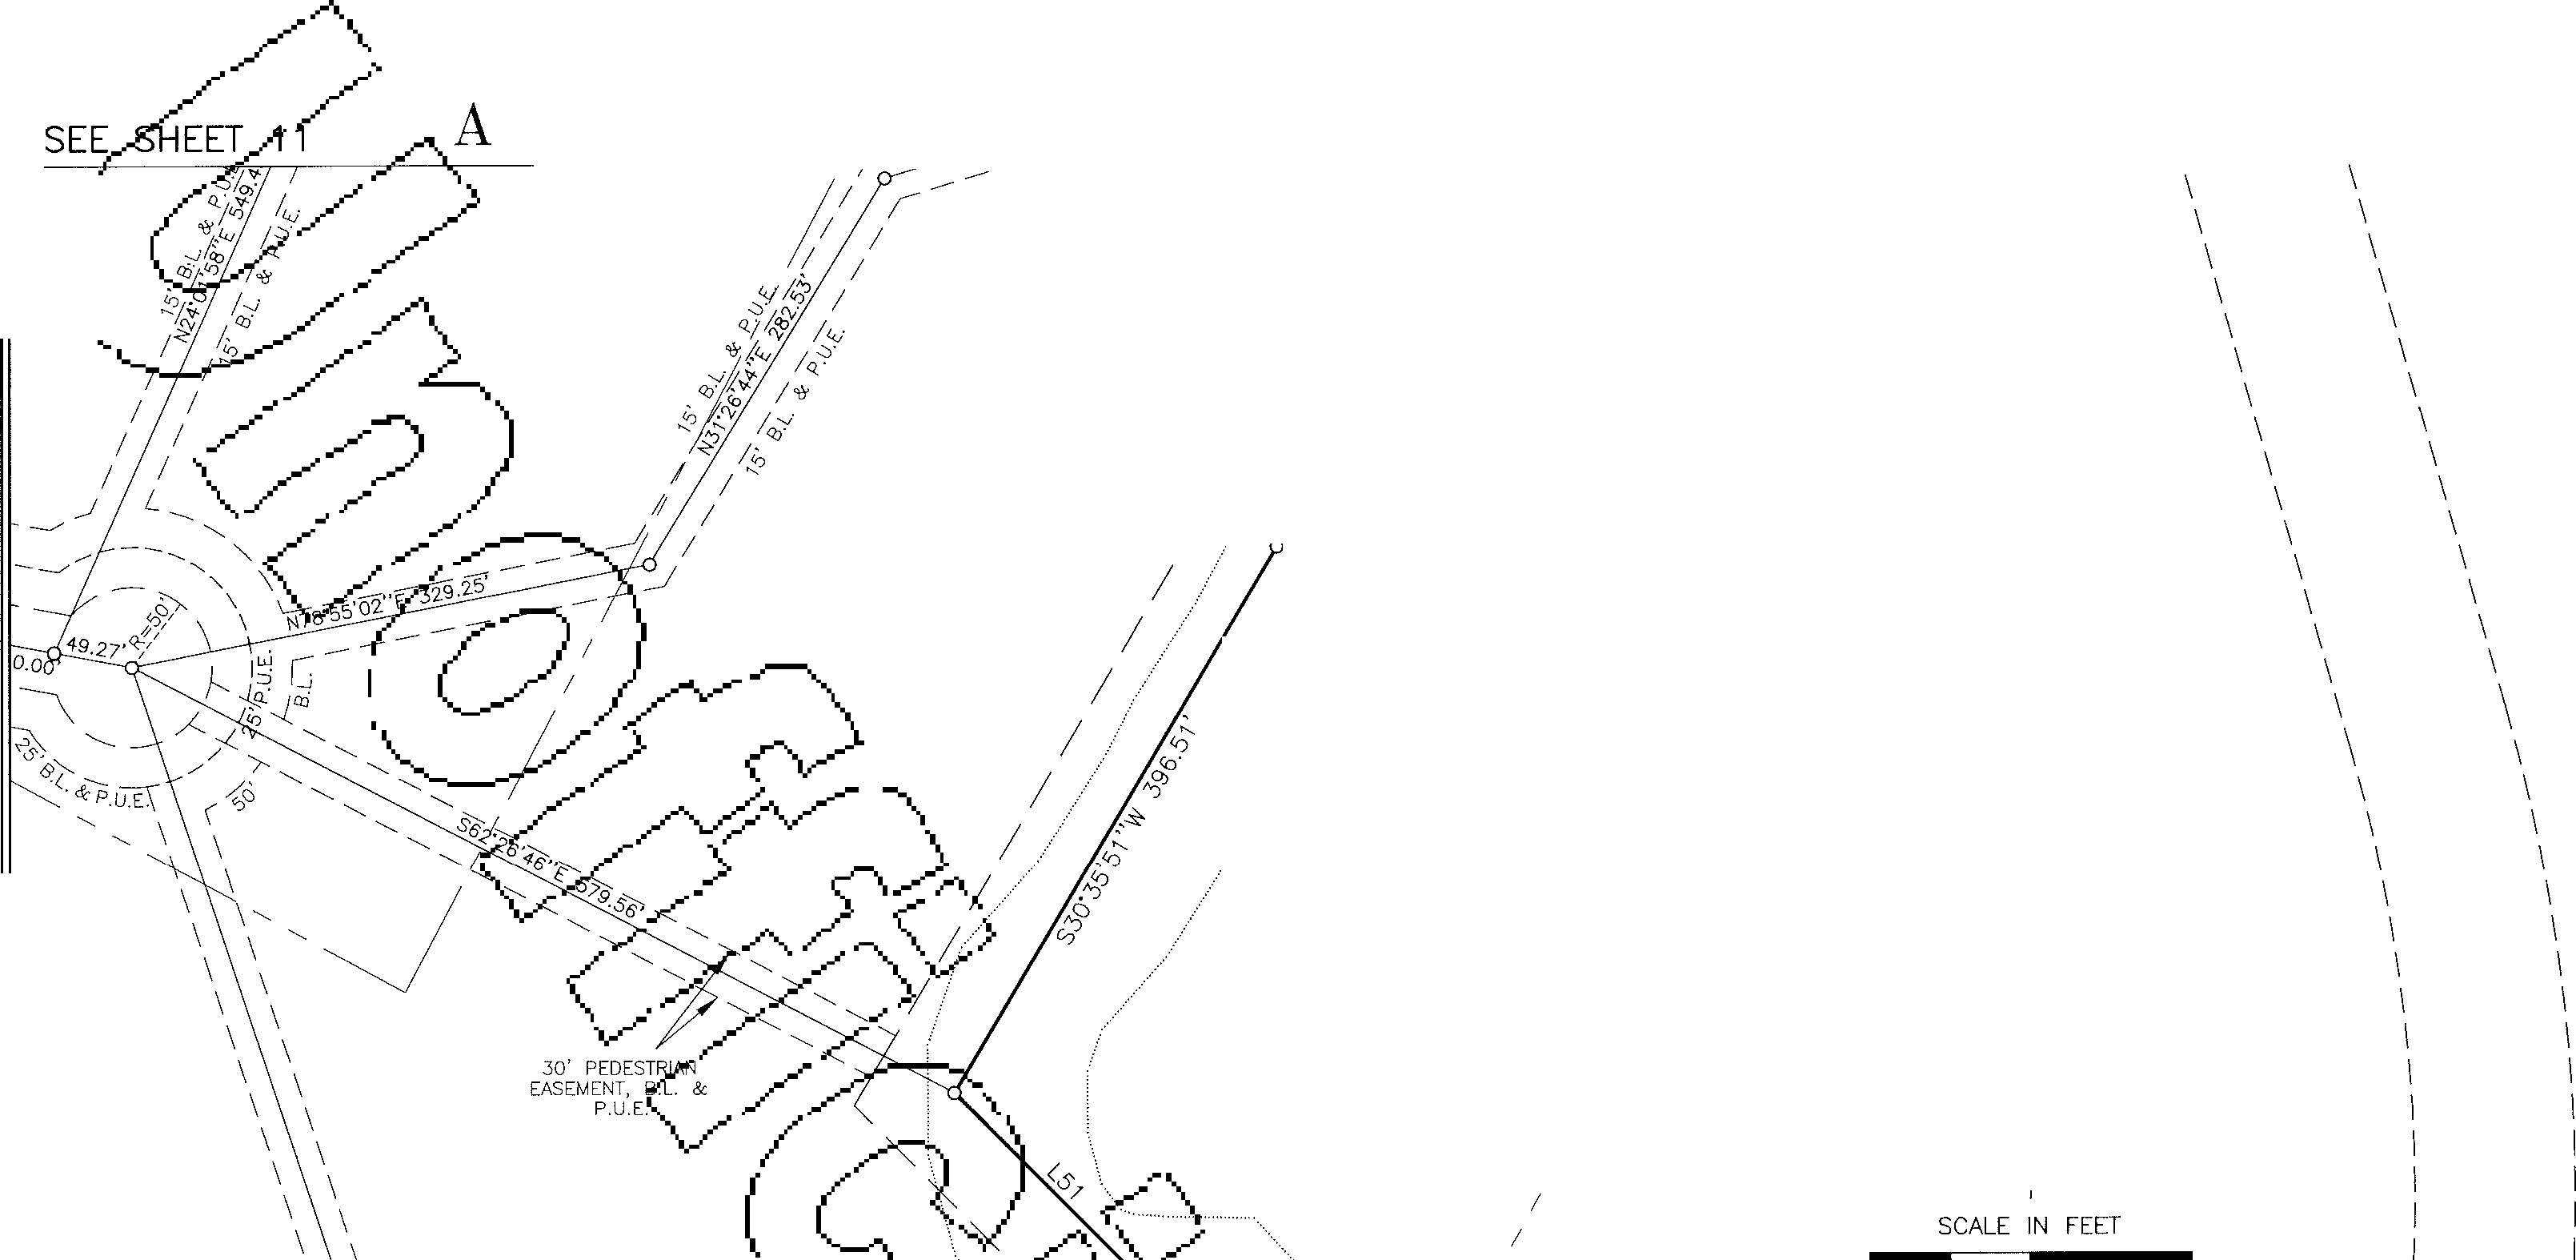 SEE SHEET 11
A
15' B.L. & P.U.E.
N24°01'58"E 549.4
15' B.L. & P.U.E.
15' B.L. & P.U.E.
N31°26'44"E 282.53'
15' B.L. & P.U.E.
N78°55'02"E 329.25'
R=50'
49.27'
0.00'
25' P.U.E.
B.L.
25' B.L. & P.U.E.
50'
S62°26'46"E 579.56'
S30°35'51"W 396.51'
30' PEDESTRIAN
EASEMENT, B.L. &
P.U.E.
L51
SCALE IN FEET